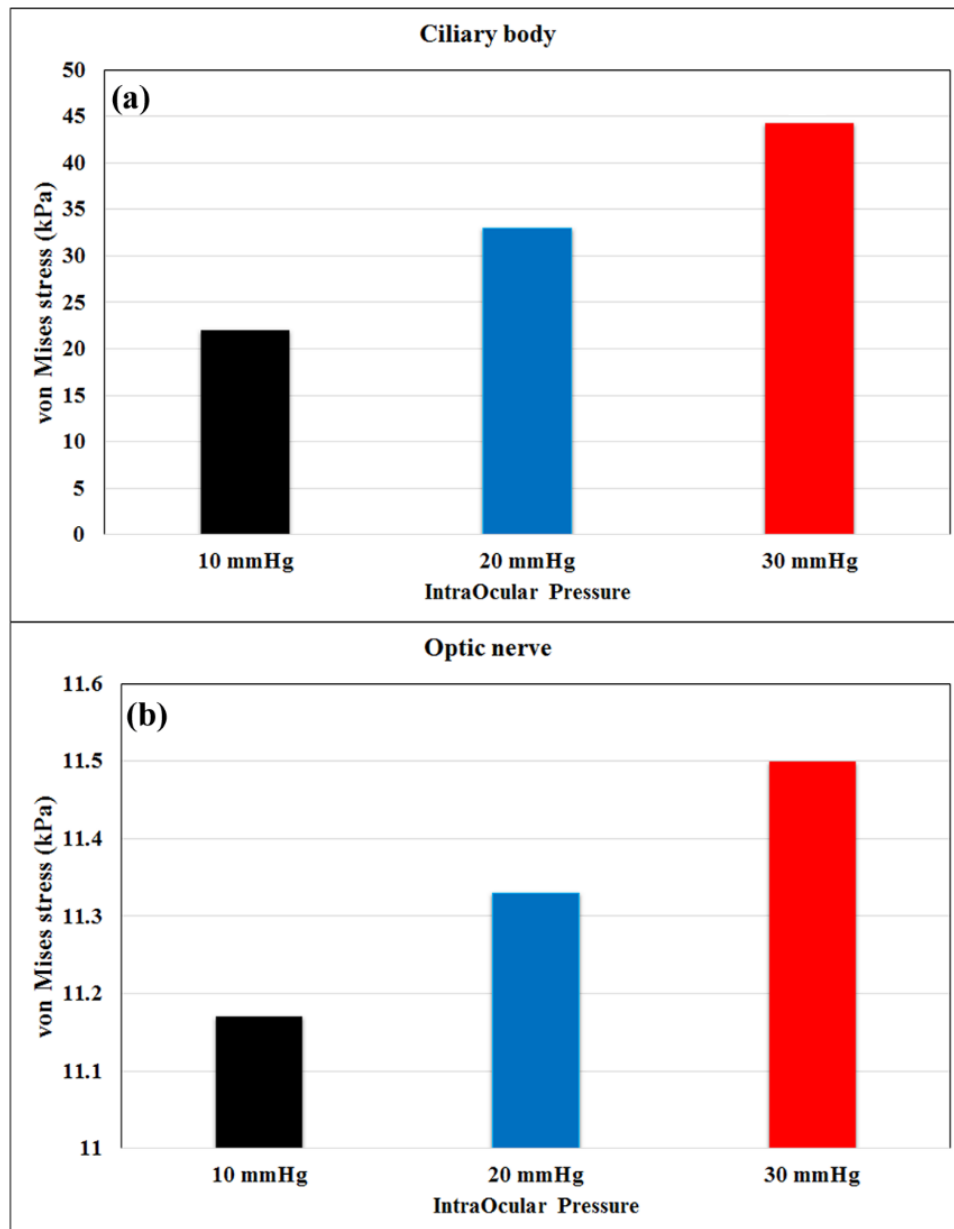 Ciliary body
(a)
50
45
40
35
30
25
20
15
10
5
0
von Mises stress (kPa)
10 mmHg 20 mmHg 30 mmHg
IntraOcular Pressure
Optic nerve
(b)
11.6
11.5
11.4
11.3
11.2
11.1
11
von Mises stress (kPa)
10 mmHg 20 mmHg 30 mmHg
IntraOcular Pressure